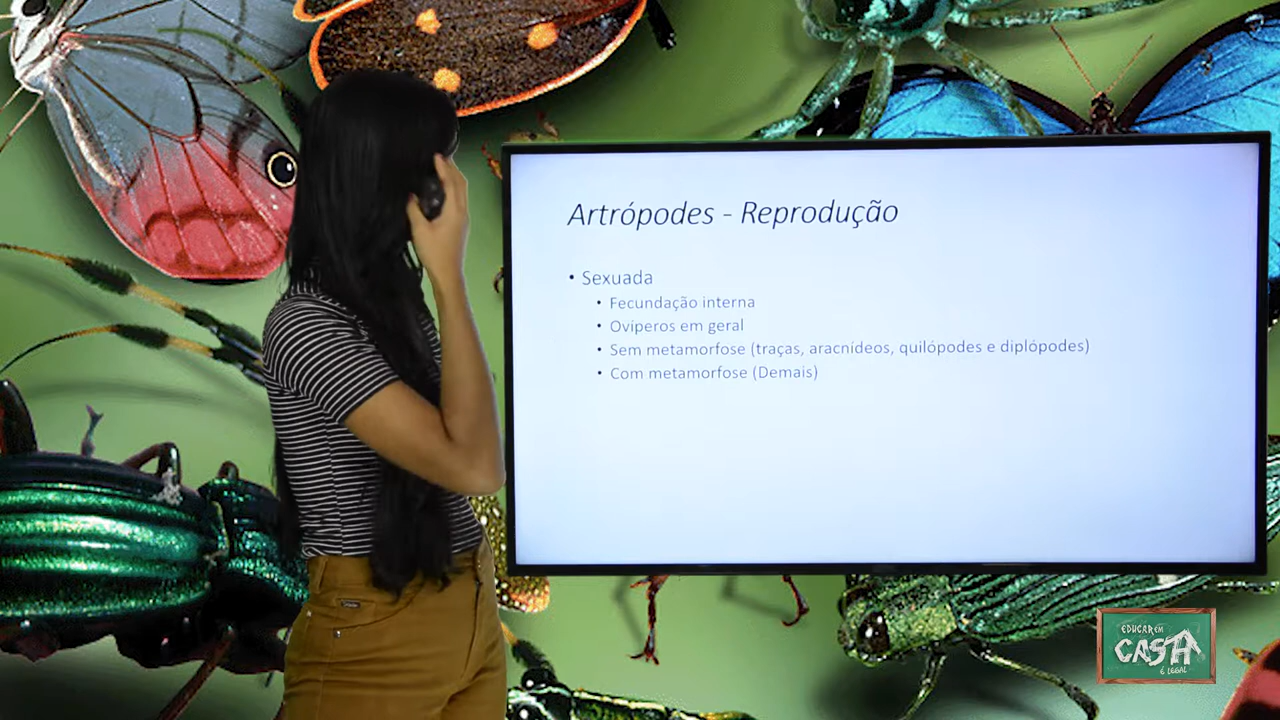 Artrópodes - Reprodução
• Sexuada
• Fecundação interna
• Ovíperos em geral
• Sem metamorfose (traças, aracnídeos, quilópodes e diplópodes)
• Com metamorfose (Demais)
EDUCAR EM
CASA
É LEGAL